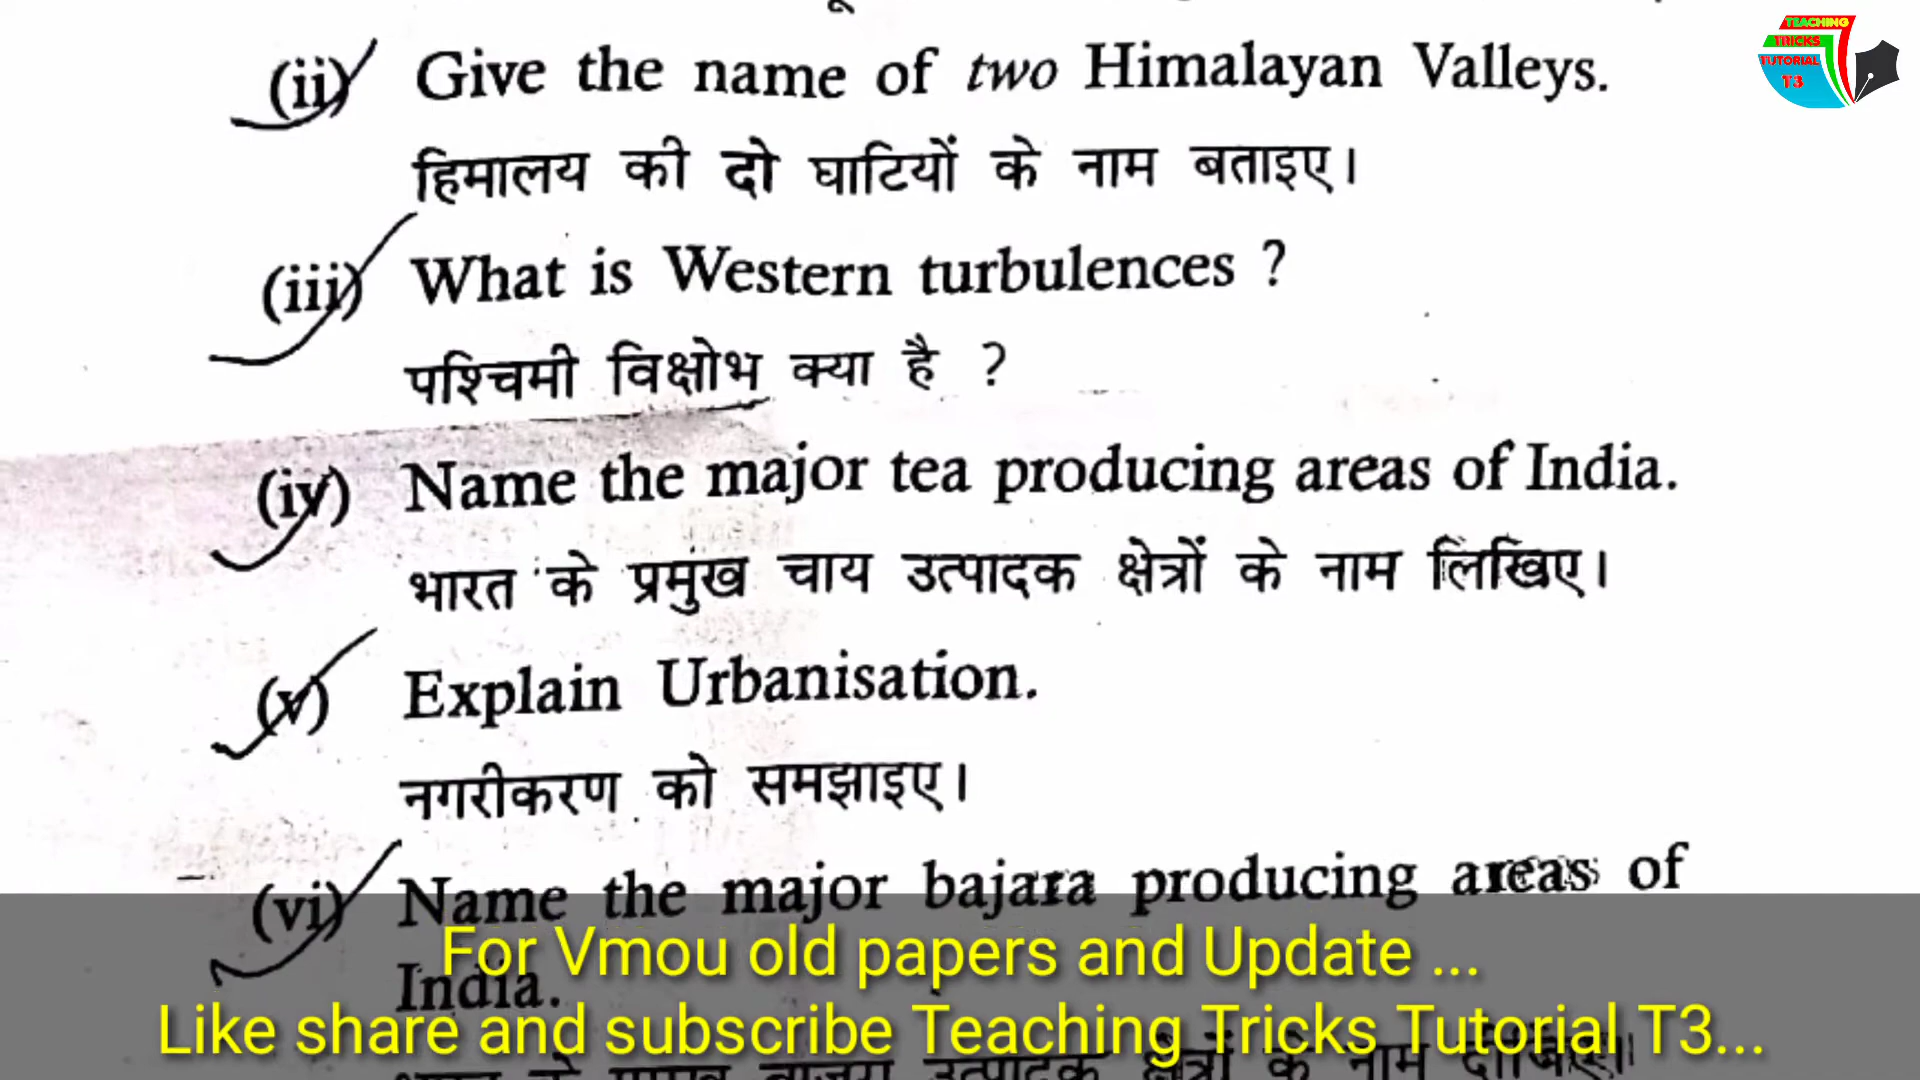 TEACHING
TRICKS
TUTORIAL
T3
(ii) Give the name of two Himalayan Valleys.
हिमालय की दो घाटियों के नाम बताइए।
(iii) What is Western turbulences ?
पश्चिमी विक्षोभ क्या है ?
(iv) Name the major tea producing areas of India.
भारत के प्रमुख चाय उत्पादक क्षेत्रों के नाम लिखिए।
(v) Explain Urbanisation.
नगरीकरण को समझाइए।
(vi) Name the major bajara producing areas of
India.
For Vmou old papers and Update ...
Like share and subscribe Teaching Tricks Tutorial T3...
उत्पादक क्षेत्रों के नाम